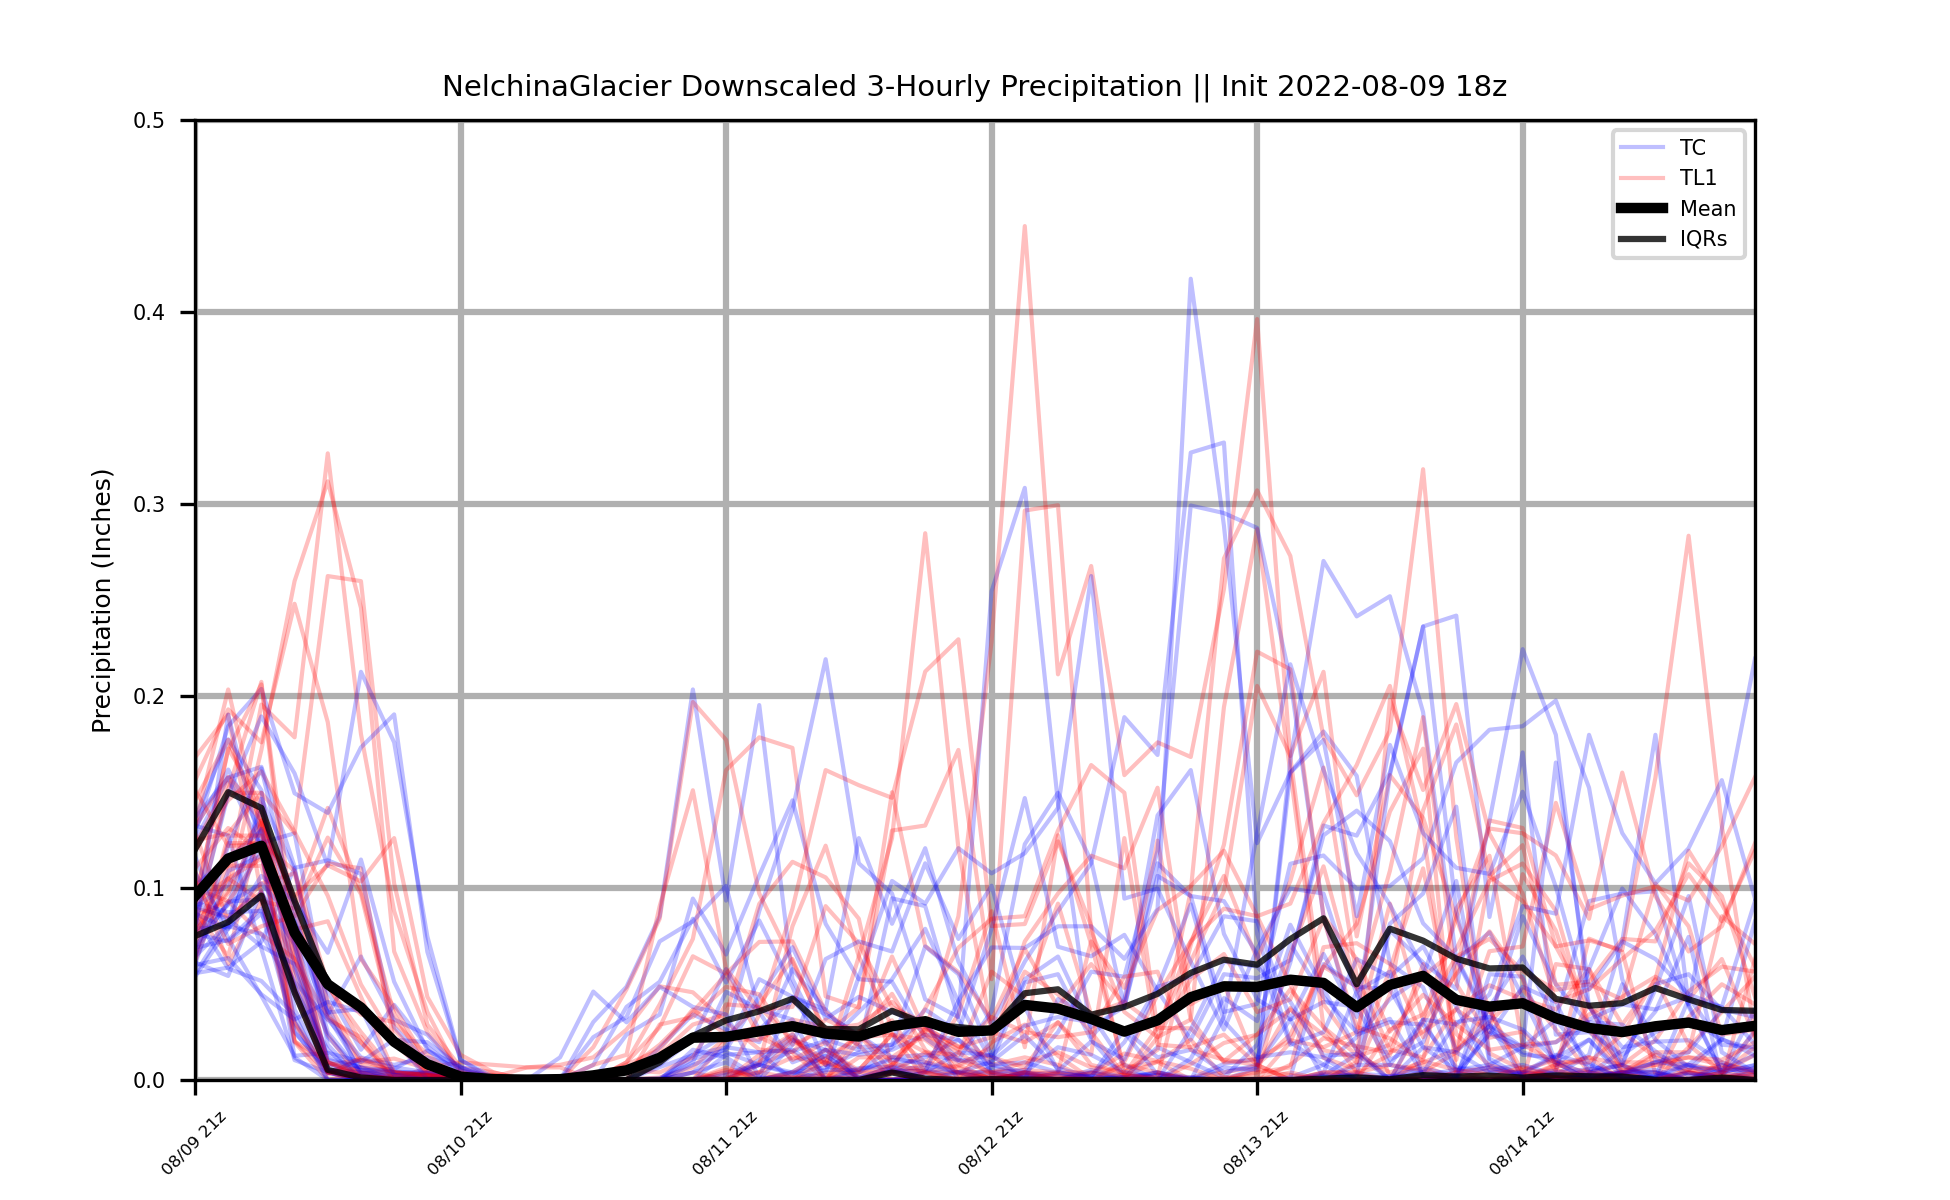 NelchinaGlacier Downscaled 3-Hourly Precipitation || Init 2022-08-09 18z
Precipitation (Inches)
0.5
0.4
0.3
0.2
0.1
0.0
TC
TL1
Mean
IQRs
08/09 21z
08/10 21z
08/11 21z
08/12 21z
08/13 21z
08/14 21z